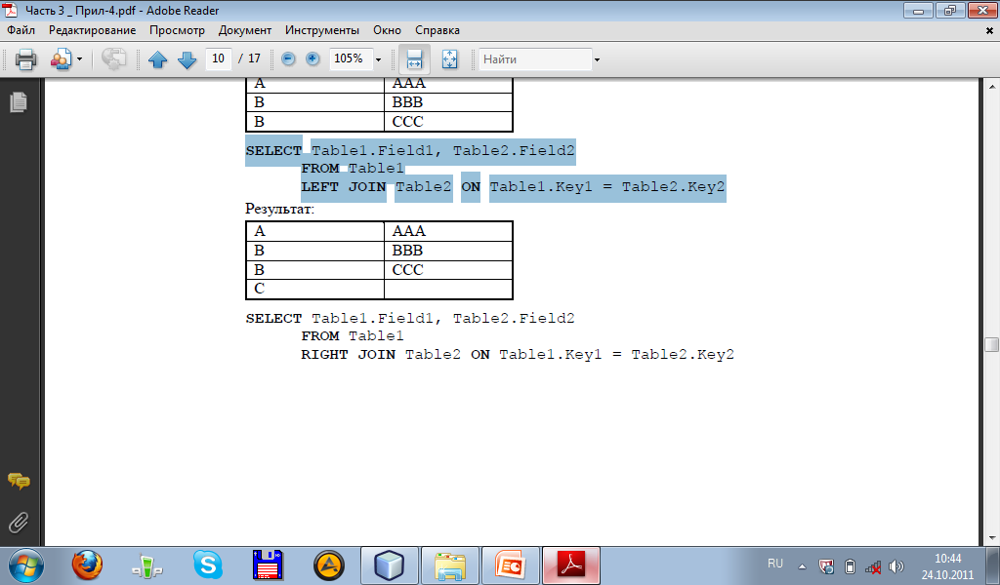 Часть 3 _ Прил-4.pdf - Adobe Reader
Файл Редактирование Просмотр Документ Инструменты Окно Справка
10 / 17 105% Найти
A AAA
B BBB
B CCC
SELECT Table1.Field1, Table2.Field2
FROM Table1
LEFT JOIN Table2 ON Table1.Key1 = Table2.Key2
Результат:
A AAA
B BBB
B CCC
C
SELECT Table1.Field1, Table2.Field2
FROM Table1
RIGHT JOIN Table2 ON Table1.Key1 = Table2.Key2
RU 10:44
24.10.2011